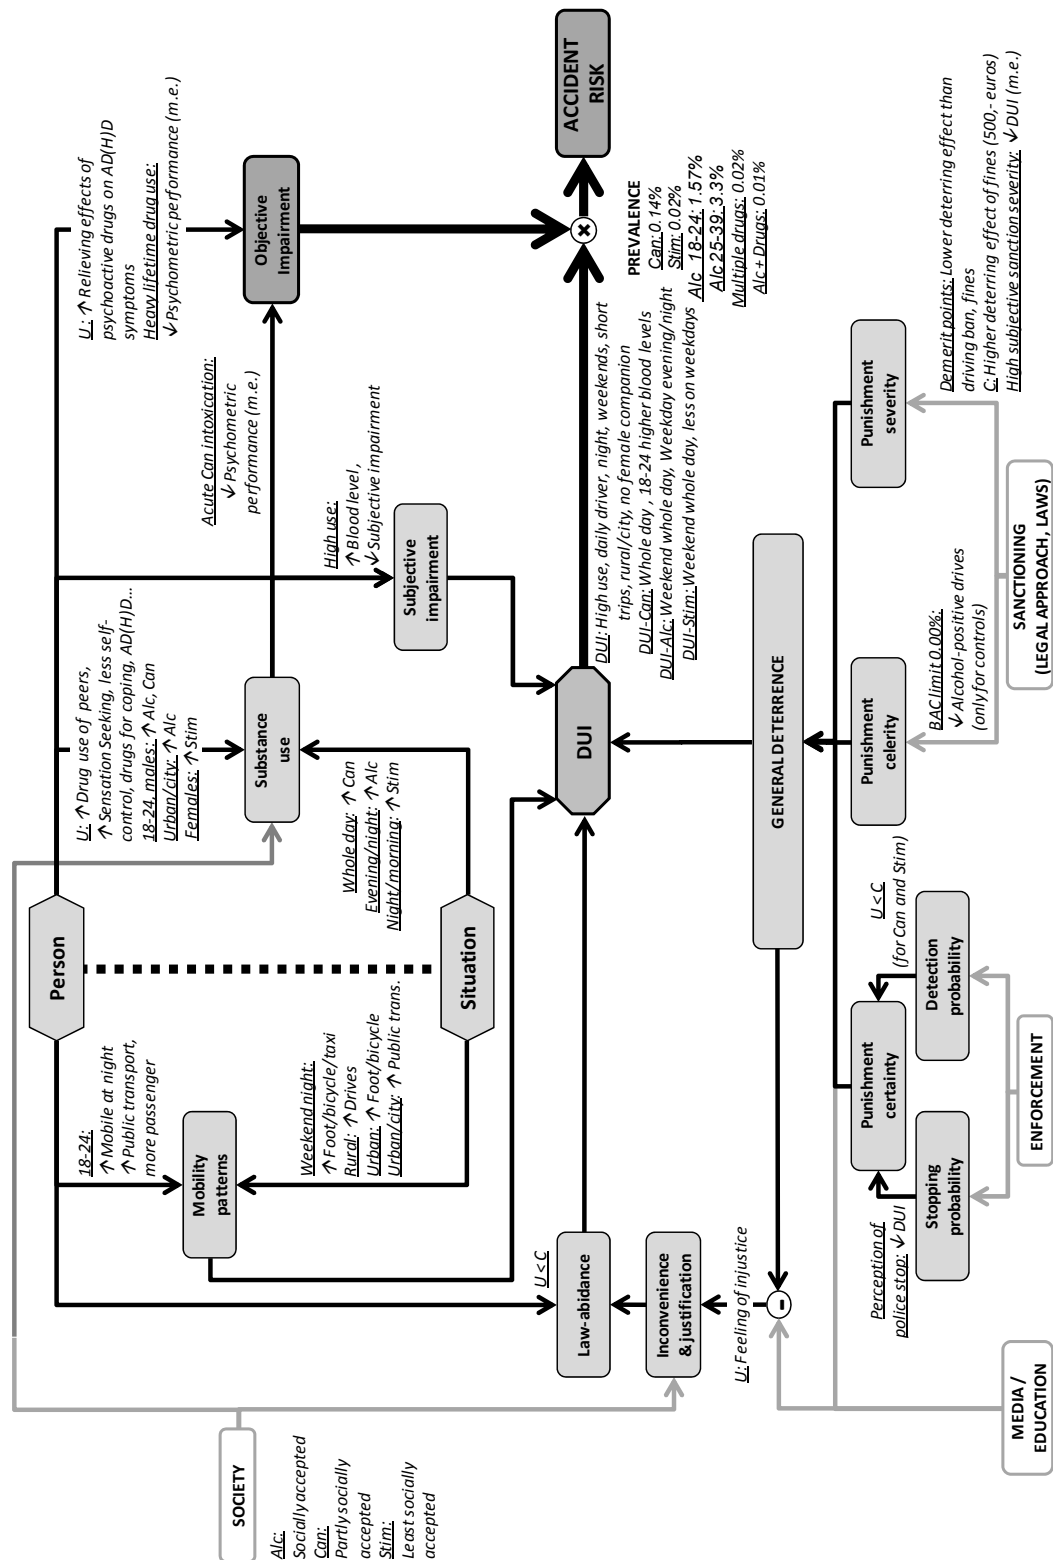 SOCIETY
Alc:
Socially accepted
Can:
Partly socially
accepted
Stim:
Least socially
accepted
MEDIA /
EDUCATION
Person
18-24:
↑Mobile at night
↑Public transport,
more passenger
Mobility
patterns
Weekend night:
↑Foot/bicycle/taxi
Rural: ↑Drives
Urban: ↑Foot/bicycle
Urban/city: ↑Public trans.
Situation
U: ↑Drug use of peers,
↑Sensation Seeking, less self-
control, drugs for coping, AD(H)D...
18-24, males: ↑Alc, Can
Urban/city: ↑Alc
Females: ↑Stim
Substance
use
Whole day: ↑Can
Evening/night: ↑Alc
Night/morning: ↑Stim
Acute Can intoxication:
↓Psychometric
performance (m.e.)
High use:
↑Blood level,
↓Subjective impairment
Subjective
impairment
U: ↑Relieving effects of
psychoactive drugs on AD(H)D
symptoms
Heavy lifetime drug use:
↓Psychometric performance (m.e.)
Objective
Impairment
U < C
Law-abidance
Inconvenience
& justification
U: Feeling of injustice
-
DUI
DUI: High use, daily driver, night, weekends, short
trips, rural/city, no female companion
DUI-Can: Whole day, 18-24 higher blood levels
DUI-Alc: Weekend whole day, Weekday evening/night
DUI-Stim: Weekend whole day, less on weekdays
×
ACCIDENT
RISK
PREVALENCE
Can: 0.14%
Stim: 0.02%
Alc 18-24: 1.57%
Alc 25-39: 3.3%
Multiple drugs: 0.02%
Alc + Drugs: 0.01%
GENERAL DETERRENCE
Perception of
police stop: ↓DUI
Stopping
probability
Punishment
certainty
U < C
(for Can and Stim)
Detection
probability
ENFORCEMENT
Punishment
celerity
BAC limit 0.00%:
↓Alcohol-positive drives
(only for controls)
Punishment
severity
Demerit points: Lower deterring effect than
driving ban, fines
C: Higher deterring effect of fines (500,- euros)
High subjective sanction severity: ↓DUI (m.e.)
SANCTIONING
(LEGAL APPROACH, LAWS)